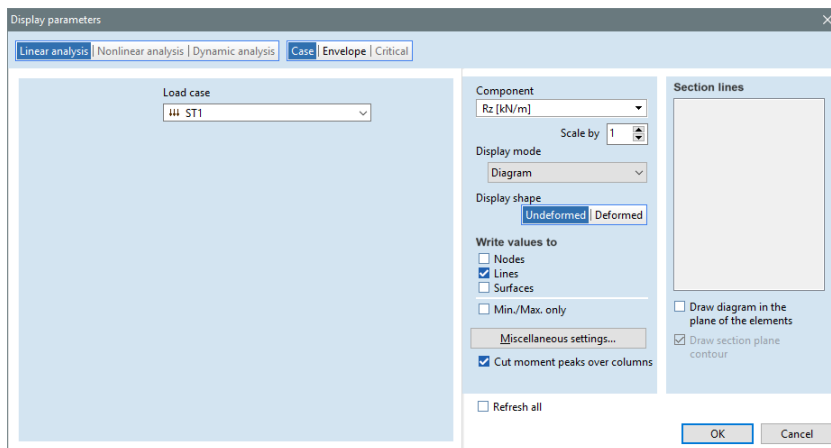 Display parameters
Linear analysis | Nonlinear analysis | Dynamic analysis Case | Envelope | Critical
Load case
ST1
Component
Rz [kN/m]
Scale by 1
Display mode
Diagram
Display shape
Undeformed | Deformed
Write values to
Nodes
Lines
Surfaces
Min./Max. only
Miscellaneous settings...
Cut moment peaks over columns
Refresh all
Section lines
Draw diagram in the
plane of the elements
Draw section plane
contour
OK Cancel